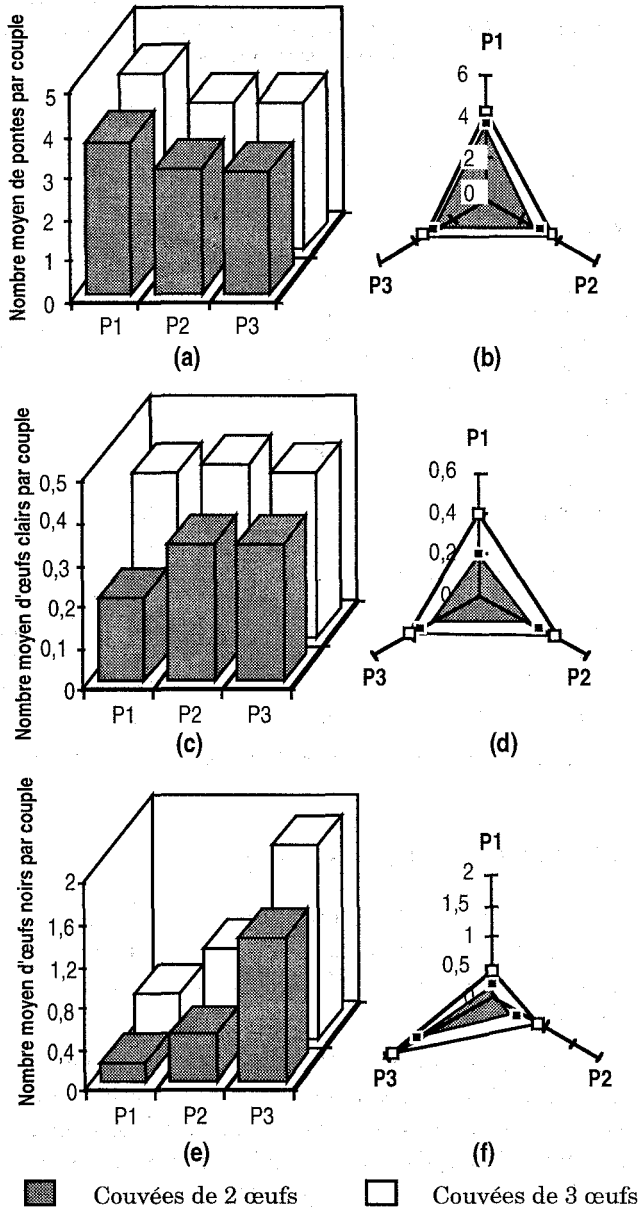 Nombre moyen de pontes par couple
5
4
3
2
1
0
P1 P2 P3
(a)
P1
6
4
2
0
P3
P2
(b)
Nombre moyen d'œufs clairs par couple
0,5
0,4
0,3
0,2
0,1
0
P1 P2 P3
(c)
P1
0,6
0,4
0,2
0
P3
P2
(d)
Nombre moyen d'œufs noirs par couple
2
1,6
1,2
0,8
0,4
0
P1 P2 P3
(e)
P1
2
1,5
1
0,5
0
P3
P2
(f)
Couvées de 2 œufs
Couvées de 3 œufs